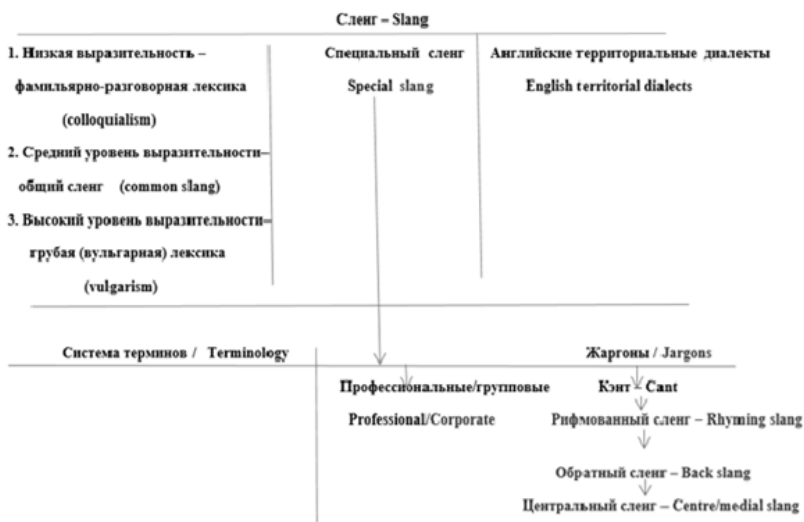 Сленг – Slang
1. Низкая выразительность –
фамильярно-разговорная лексика
(colloquialism)
2. Средний уровень выразительности–
общий сленг (common slang)
3. Высокий уровень выразительности–
грубая (вульгарная) лексика
(vulgarism)
Специальный сленг
Special slang
Английские территориальные диалекты
English territorial dialects
Система терминов / Terminology
Жаргоны / Jargons
Профессиональные/групповые
Professional/Corporate
Кэнт – Cant
Рифмованный сленг – Rhyming slang
Обратный сленг – Back slang
Центральный сленг – Centre/medial slang